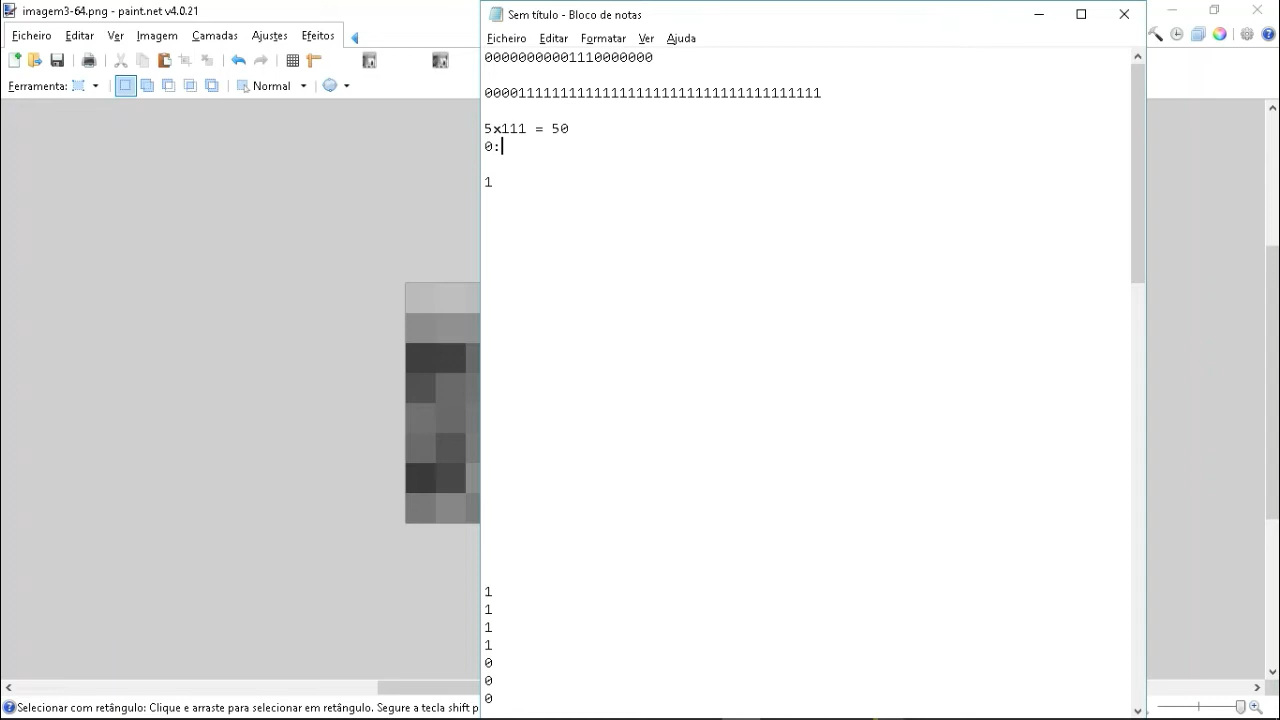 imagem3-64.png - paint.net v4.0.21
Ficheiro Editar Ver Imagem Camadas Ajustes Efeitos
Ferramenta: Normal
Sem título - Bloco de notas
Ficheiro Editar Formatar Ver Ajuda
00000000001110000000
0000111111111111111111111111111111111111
5x111 = 50
0:
1
1
1
1
1
0
0
0
Selecionar com retângulo: Clique e arraste para selecionar em retângulo. Segure a tecla shift p